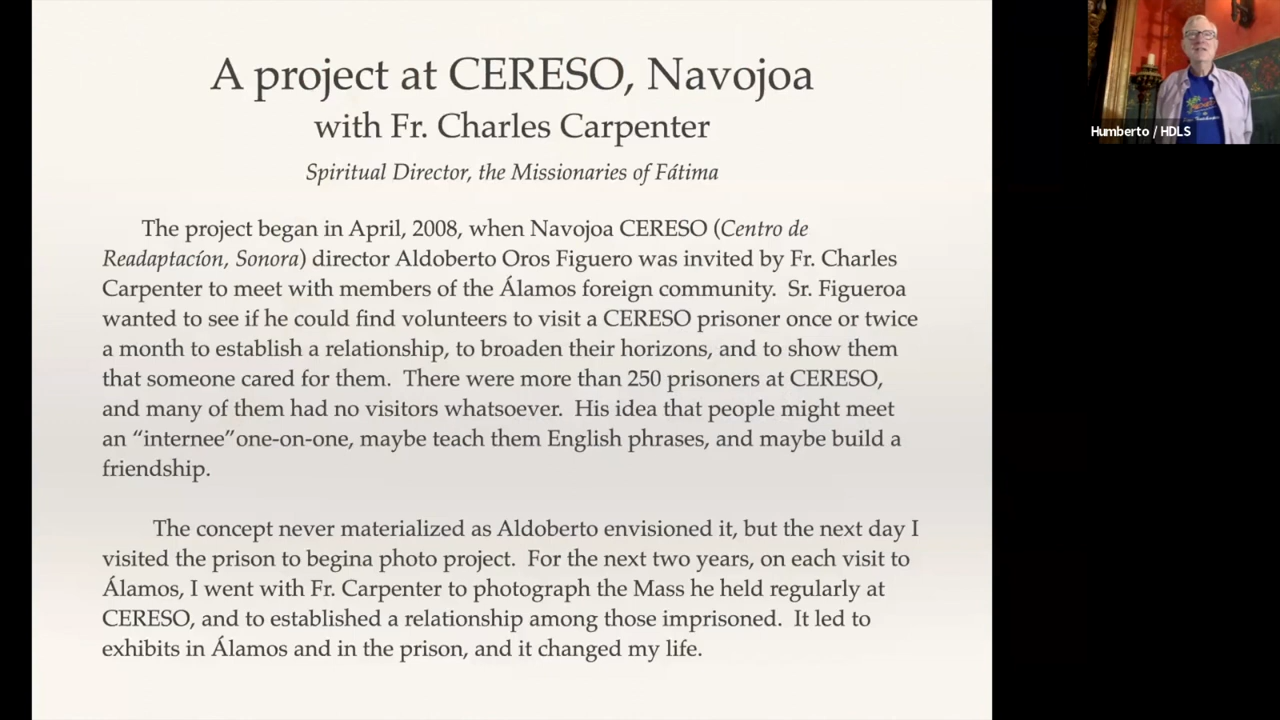 A project at CERESO, Navojoa
with Fr. Charles Carpenter
Spiritual Director, the Missionaries of Fátima
The project began in April, 2008, when Navojoa CERESO (Centro de
Readaptacíon, Sonora) director Aldoberto Oros Figuero was invited by Fr. Charles
Carpenter to meet with members of the Álamos foreign community.  Sr. Figueroa
wanted to see if he could find volunteers to visit a CERESO prisoner once or twice
a month to establish a relationship, to broaden their horizons, and to show them
that someone cared for them.  There were more than 250 prisoners at CERESO,
and many of them had no visitors whatsoever.  His idea that people might meet
an “internee”one-on-one, maybe teach them English phrases, and maybe build a
friendship.
The concept never materialized as Aldoberto envisioned it, but the next day I
visited the prison to begina photo project.  For the next two years, on each visit to
Álamos, I went with Fr. Carpenter to photograph the Mass he held regularly at
CERESO, and to established a relationship among those imprisoned.  It led to
exhibits in Álamos and in the prison, and it changed my life.
Humberto / HDLS